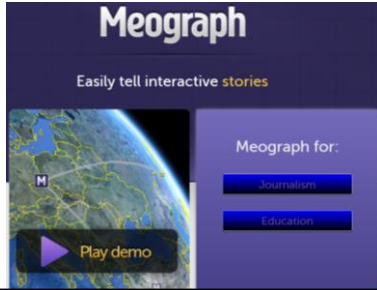 Meograph
Easily tell interactive stories
Meograph for:
Journalism
Education
M
Play demo
M